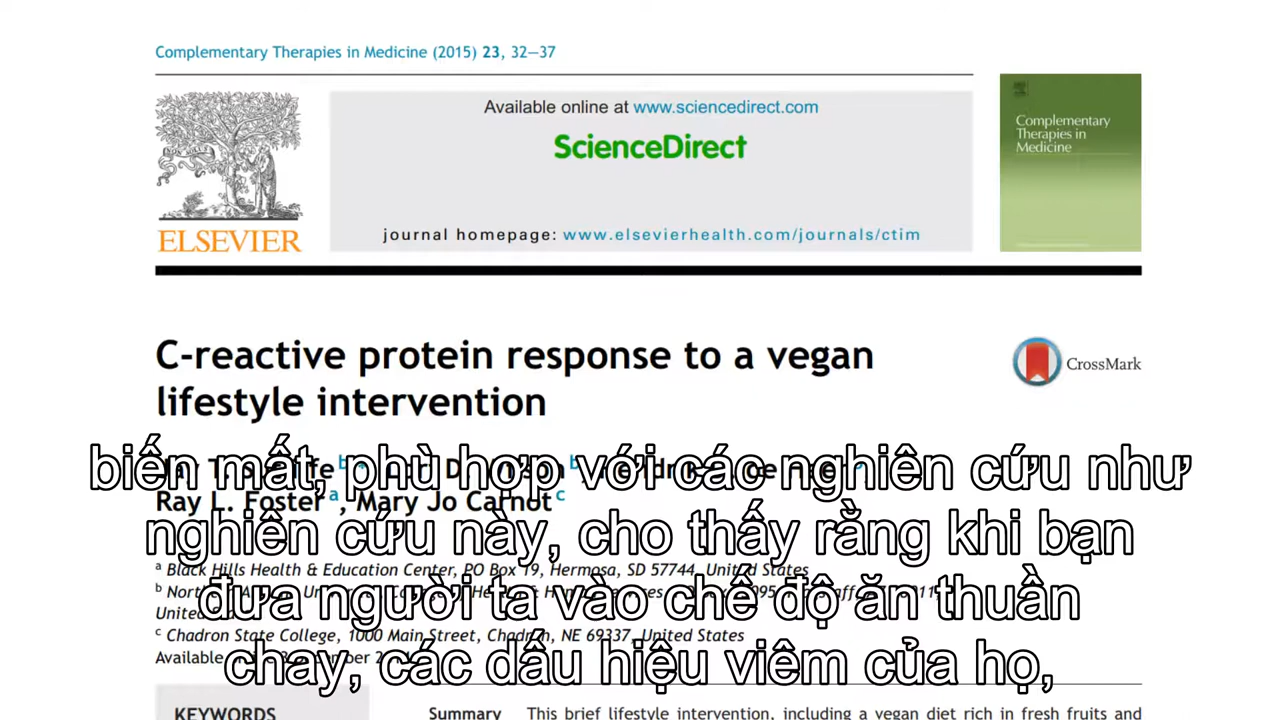 Complementary Therapies in Medicine (2015) 23, 32—37
Available online at www.sciencedirect.com
ScienceDirect
journal homepage: www.elsevierhealth.com/journals/ctim
ELSEVIER
Complementary
Therapies in
Medicine
C-reactive protein response to a vegan
lifestyle intervention
CrossMark
biến mất, phù hợp với các nghiên cứu như
nghiên cứu này, cho thấy rằng khi bạn
đưa người ta vào chế độ ăn thuần
chay, các dấu hiệu viêm của họ,
Ray L. Foster a, Mary Jo Carnot c
a Black Hills Health & Education Center, PO Box 19, Hermosa, SD 57744, United States
b
United
c Chadron State College, 1000 Main Street, Chadron, NE 69337, United States
Available
KEYWORDS
Summary This brief lifestyle intervention, including a vegan diet rich in fresh fruits and